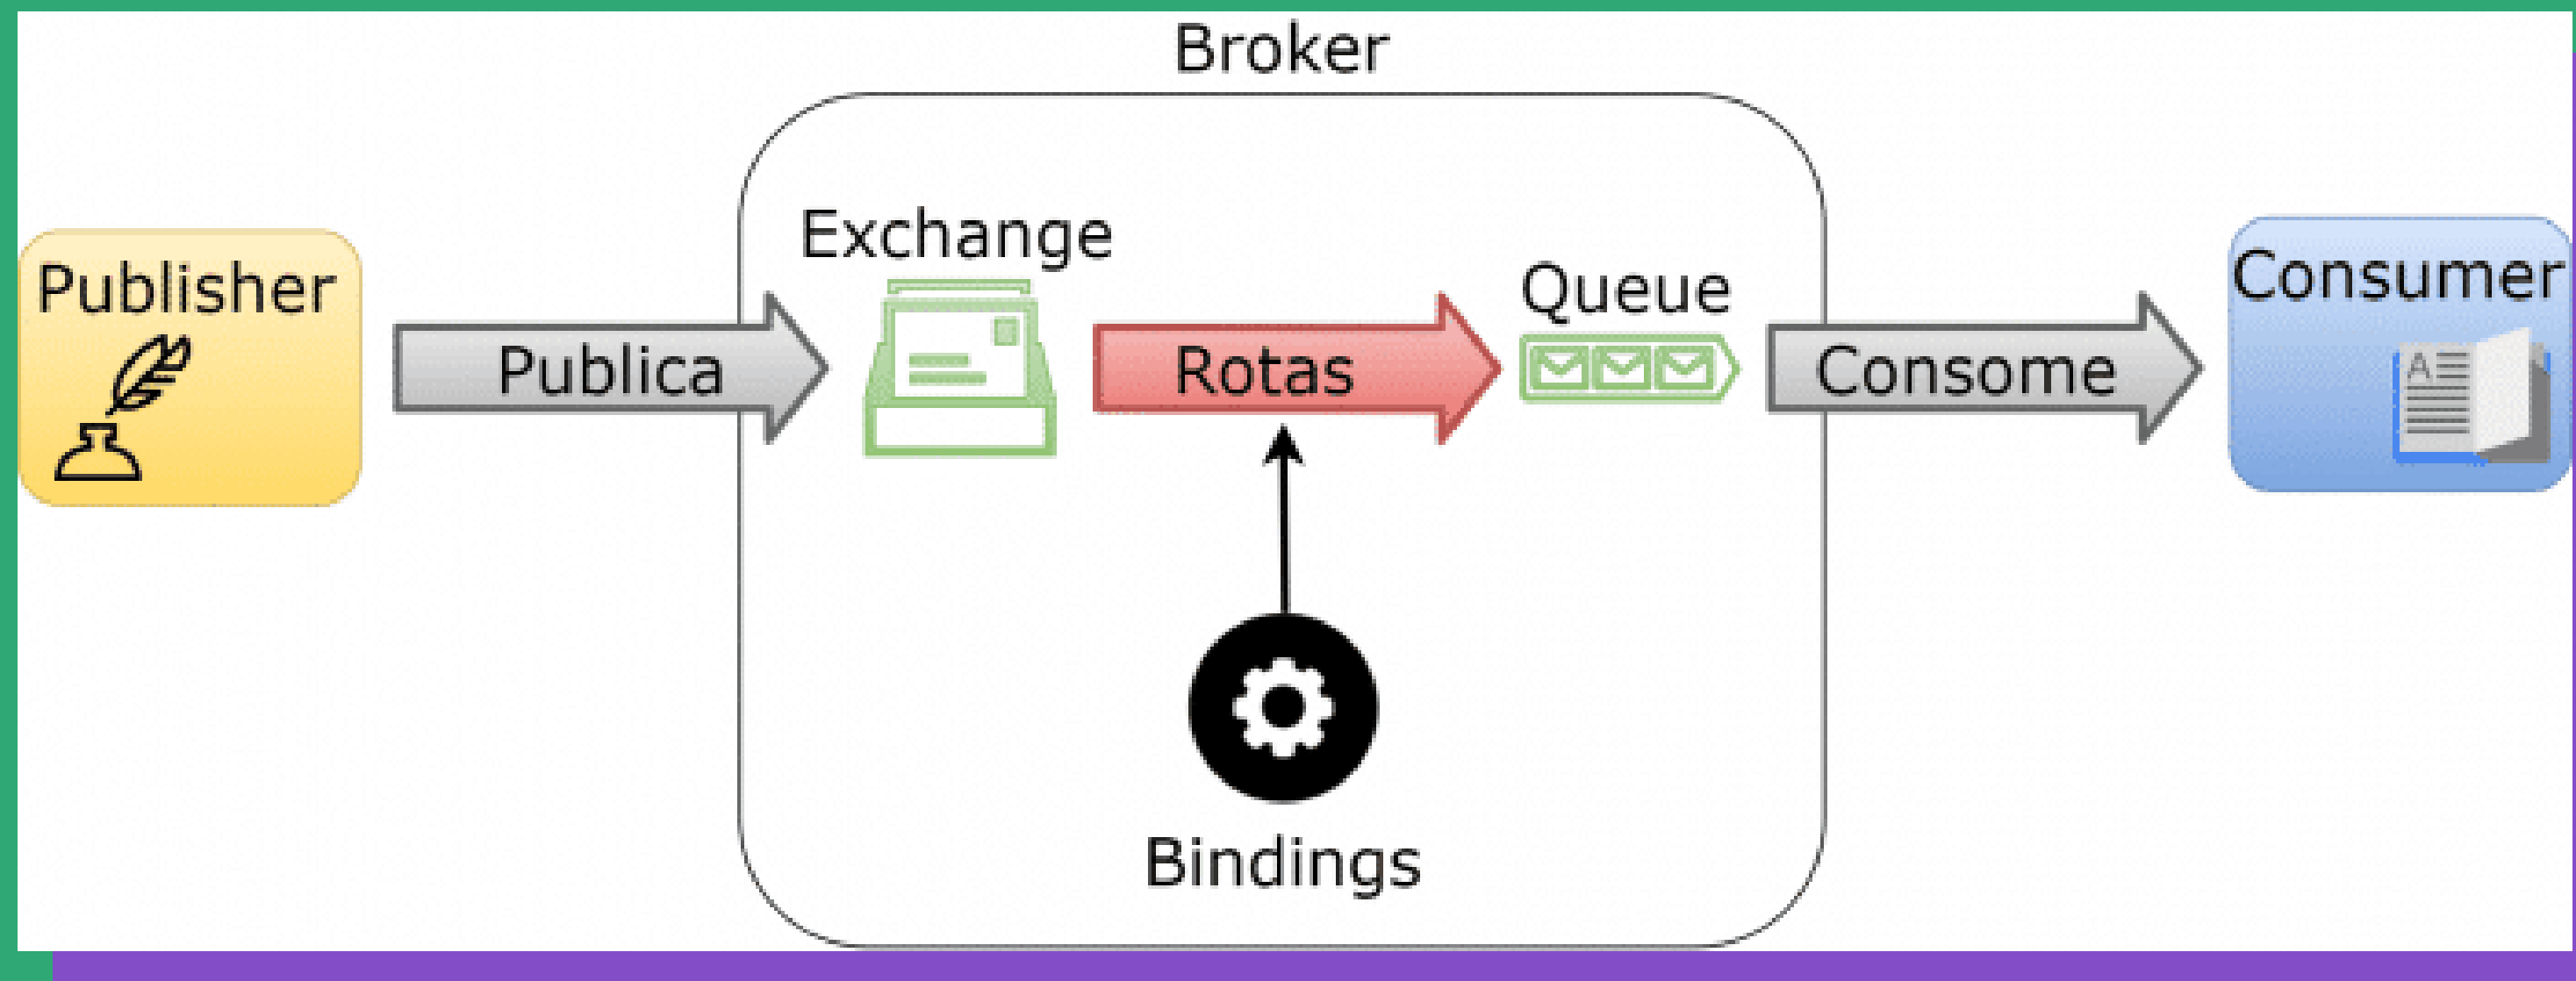 Broker
Publisher
Publica
Exchange
Rotas
Queue
Consome
Consumer
A
Bindings